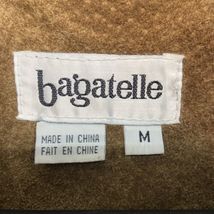 bagatelle
MADE IN CHINA
FAIT EN CHINE
M